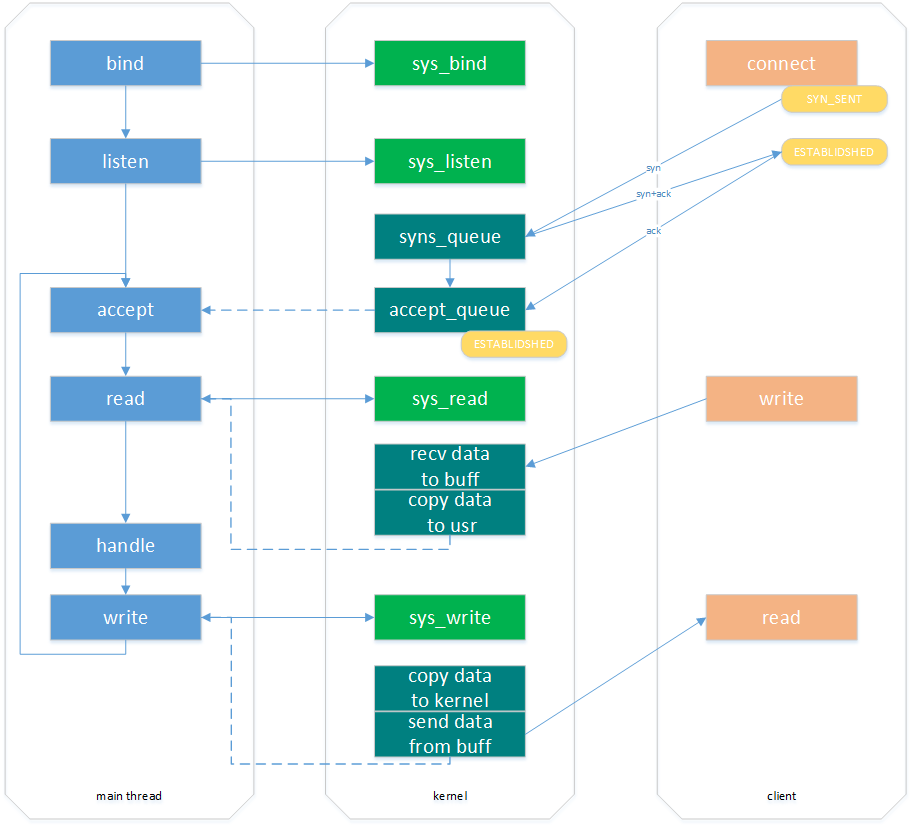 bind
sys_bind
connect
SYN_SENT
listen
sys_listen
ESTABLIDSHED
syn
syn+ack
syns_queue
ack
accept
accept_queue
ESTABLIDSHED
read
sys_read
write
recv data
to buff
copy data
to usr
handle
write
sys_write
read
copy data
to kernel
send data
from buff
main thread
kernel
client